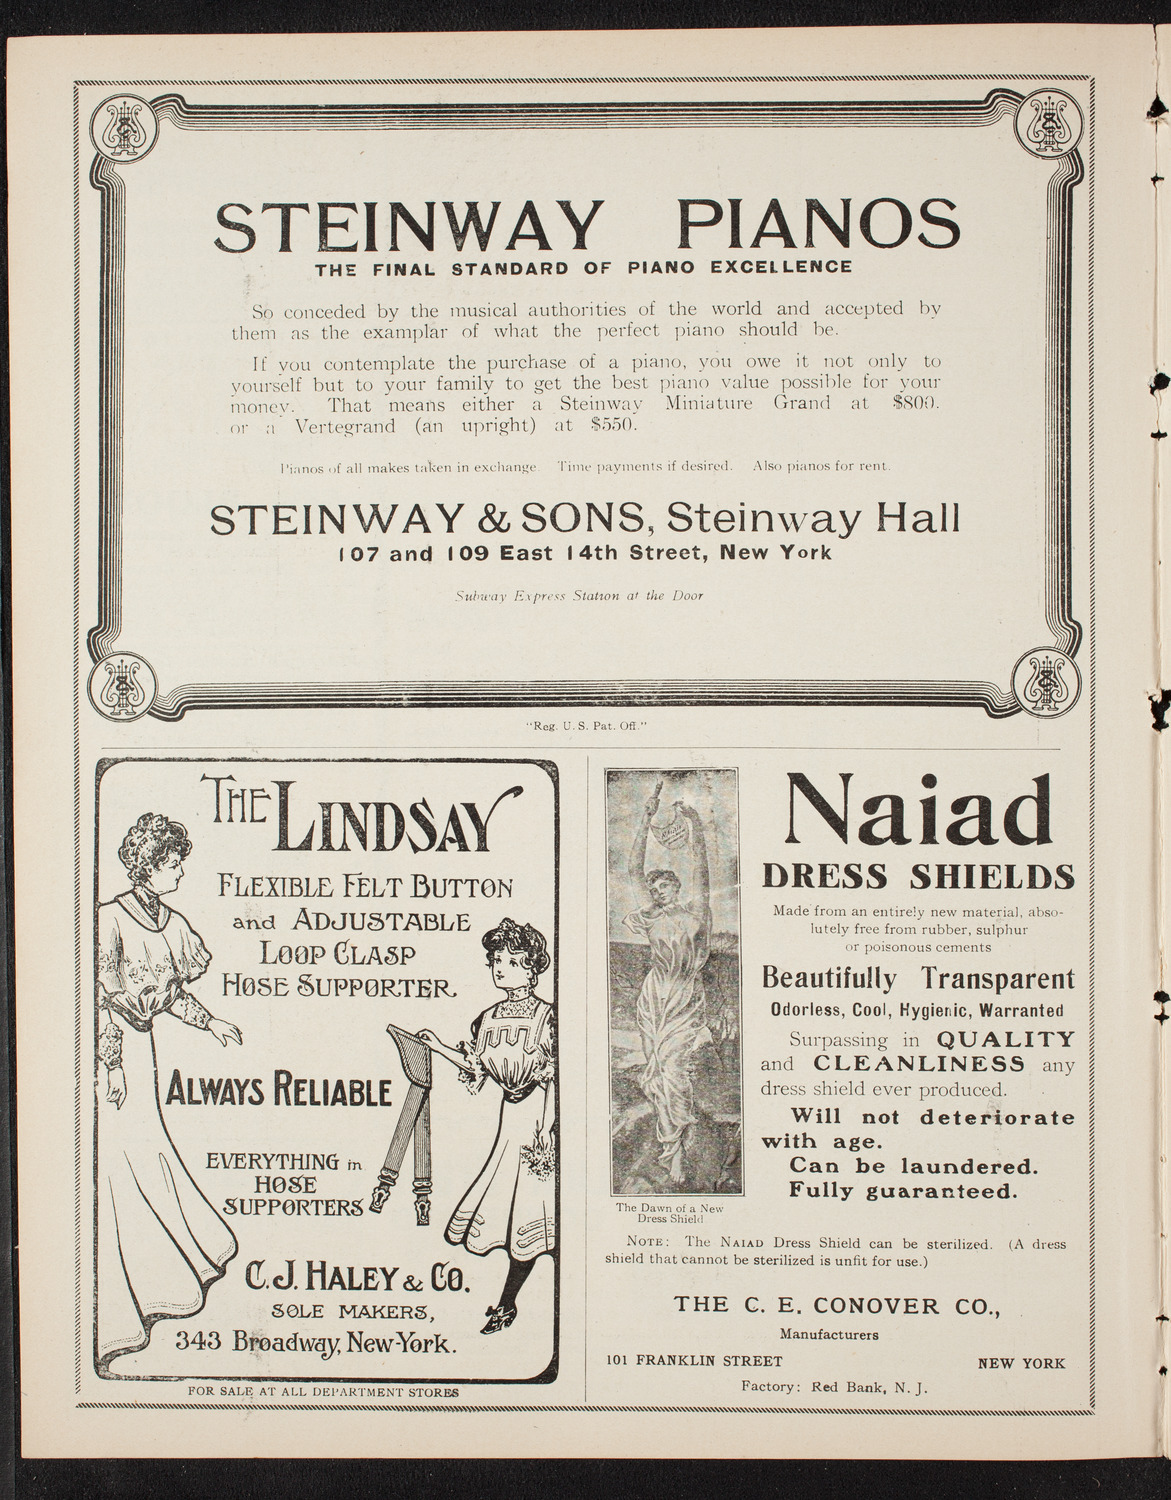 STEINWAY PIANOS
THE FINAL STANDARD OF PIANO EXCELLENCE
So conceded by the musical authorities of the world and accepted by
them as the examplar of what the perfect piano should be.
If you contemplate the purchase of a piano, you owe it not only to
yourself but to your family to get the best piano value possible for your
money. That means either a Steinway Miniature Grand at $800.
or a Vertegrand (an upright) at $550.
Pianos of all makes taken in exchange. Time payments if desired. Also pianos for rent.
STEINWAY & SONS, Steinway Hall
107 and 109 East 14th Street, New York
Subway Express Station at the Door
"Reg. U. S. Pat. Off."
THE LINDSAY
FLEXIBLE FELT BUTTON
and ADJUSTABLE
LOOP CLASP
HOSE SUPPORTER.
ALWAYS RELIABLE
EVERYTHING in
HOSE
SUPPORTERS
C. J. HALEY & CO.
SOLE MAKERS,
343 Broadway, New-York.
FOR SALE AT ALL DEPARTMENT STORES
Naiad
DRESS SHIELDS
Made from an entirely new material, abso-
lutely free from rubber, sulphur
or poisonous cements
Beautifully Transparent
Odorless, Cool, Hygienic, Warranted
Surpassing in QUALITY
and CLEANLINESS any
dress shield ever produced.
Will not deteriorate
with age.
Can be laundered.
Fully guaranteed.
The Dawn of a New
Dress Shield
NOTE: The NAIAD Dress Shield can be sterilized. (A dress
shield that cannot be sterilized is unfit for use.)
THE C. E. CONOVER CO.,
Manufacturers
101 FRANKLIN STREET NEW YORK
Factory: Red Bank, N. J.